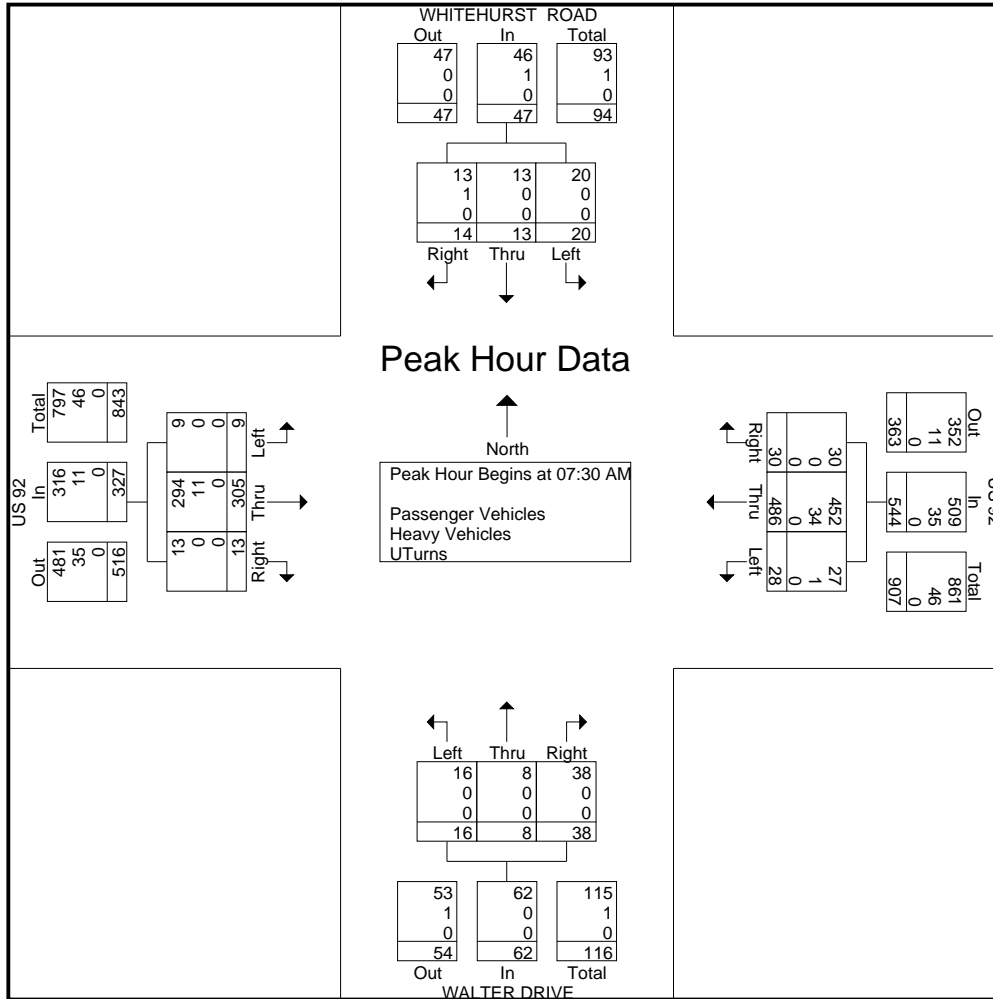 WHITEHURST ROAD
Out In Total
47 46 93
0 1 1
0 0 0
47 47 94
13 13 20
1 0 0
0 0 0
14 13 20
Right Thru Left
Peak Hour Data
North
Peak Hour Begins at 07:30 AM
Passenger Vehicles
Heavy Vehicles
UTurns
US 92
Total
797
46
0
843
In
316
11
0
327
Out
481
35
0
516
Left
9
0
0
9
Thru
294
11
0
305
Right
13
0
0
13
Out
352
11
0
363
In
509
35
0
544
Total
861
46
0
907
Right
30
0
0
30
Thru
452
34
0
486
Left
27
1
0
28
Left Thru Right
16 8 38
0 0 0
0 0 0
16 8 38
53 62 115
1 0 1
0 0 0
54 62 116
Out In Total
WALTER DRIVE